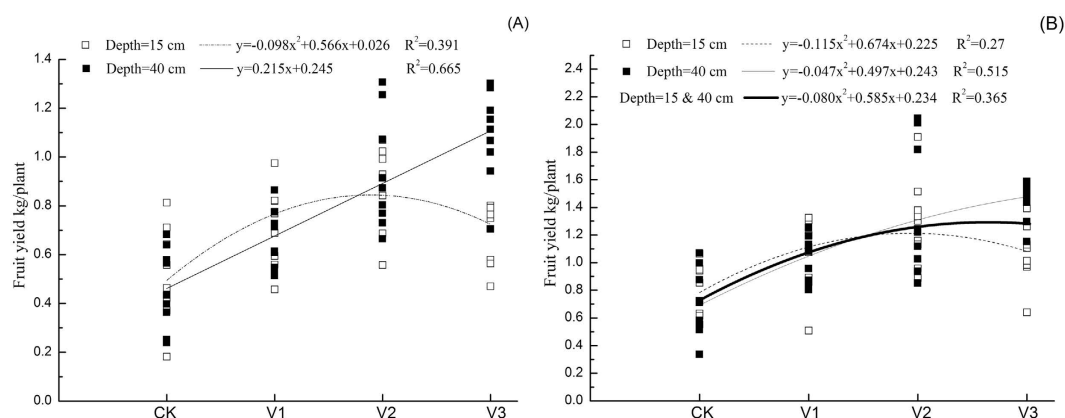 (A)
Depth=15 cm y=-0.098x²+0.566x+0.026 R²=0.391
Depth=40 cm y=0.215x+0.245 R²=0.665
Fruit yield kg/plant
1.4
1.2
1.0
0.8
0.6
0.4
0.2
0.0
CK V1 V2 V3
(B)
Depth=15 cm y=-0.115x²+0.674x+0.225 R²=0.27
Depth=40 cm y=-0.047x²+0.497x+0.243 R²=0.515
Depth=15 & 40 cm y=-0.080x²+0.585x+0.234 R²=0.365
Fruit yield kg/plant
2.4
2.2
2.0
1.8
1.6
1.4
1.2
1.0
0.8
0.6
0.4
0.2
0.0
CK V1 V2 V3